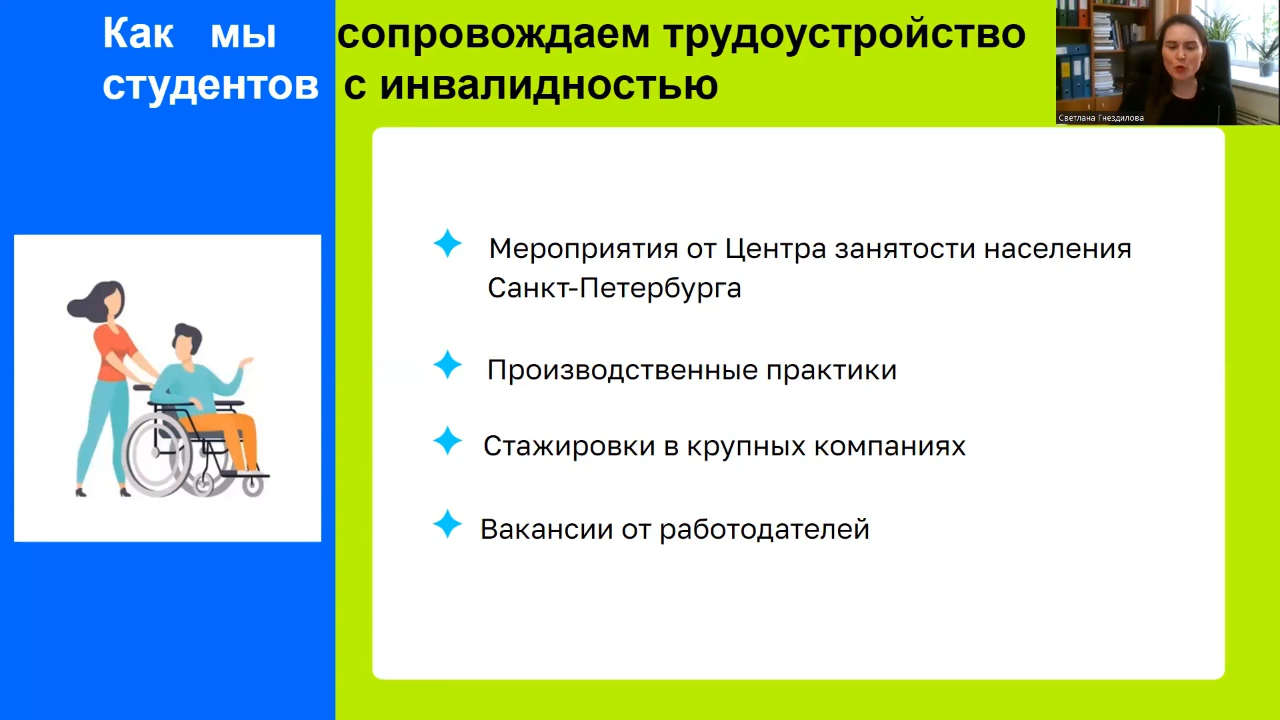 Как мы сопровождаем трудоустройство
студентов с инвалидностью
Светлана Гнездилова
Мероприятия от Центра занятости населения
Санкт-Петербурга
Производственные практики
Стажировки в крупных компаниях
Вакансии от работодателей